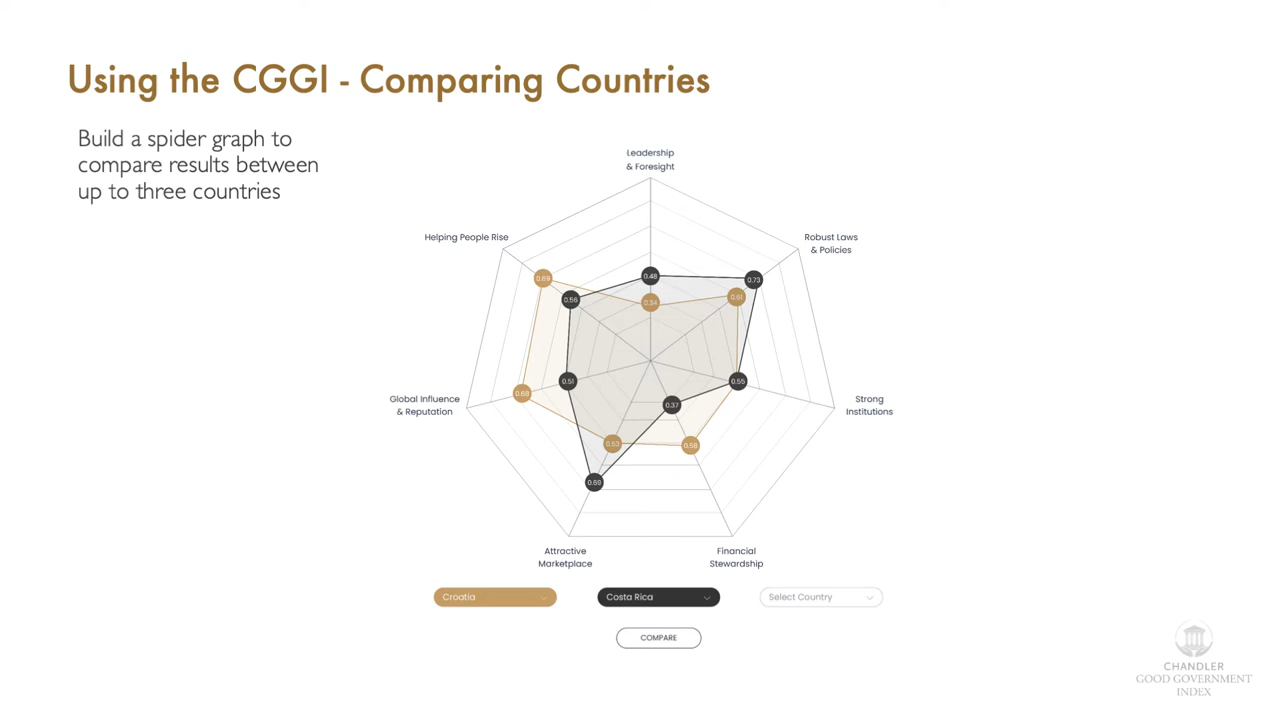 Using the CGGI - Comparing Countries
Build a spider graph to
compare results between
up to three countries
Leadership
& Foresight
Helping People Rise
Robust Laws
& Policies
0.48
0.69
0.73
0.56
0.61
0.34
0.51
0.55
0.68
0.37
Global Influence
& Reputation
Strong
Institutions
0.53
0.58
0.69
Attractive
Marketplace
Financial
Stewardship
Croatia
Costa Rica
Select Country
COMPARE
CHANDLER
GOOD GOVERNMENT
INDEX